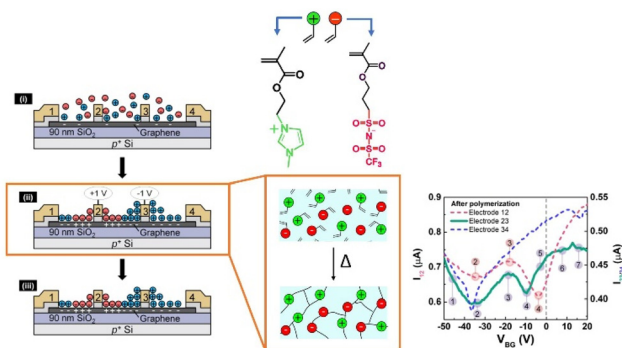 (i)
1 2 3 4
90 nm SiO2 Graphene
p+ Si
(ii)
+1 V -1 V
1 2 3 4
90 nm SiO2 Graphene
p+ Si
(iii)
1 2 3 4
90 nm SiO2 Graphene
p+ Si
+ −
O
O
N
+
N
O
O
O=S=O
N
−
O=S=O
CF3
Δ
After polymerization
Electrode 12
Electrode 23
Electrode 34
I12 (μA)
0.9
0.8
0.7
0.6
0.55
0.50
0.45
0.40
1 2 3 4 5 6 7
2 3 4
-50 -40 -30 -20 -10 0 10 20
VBG (V)